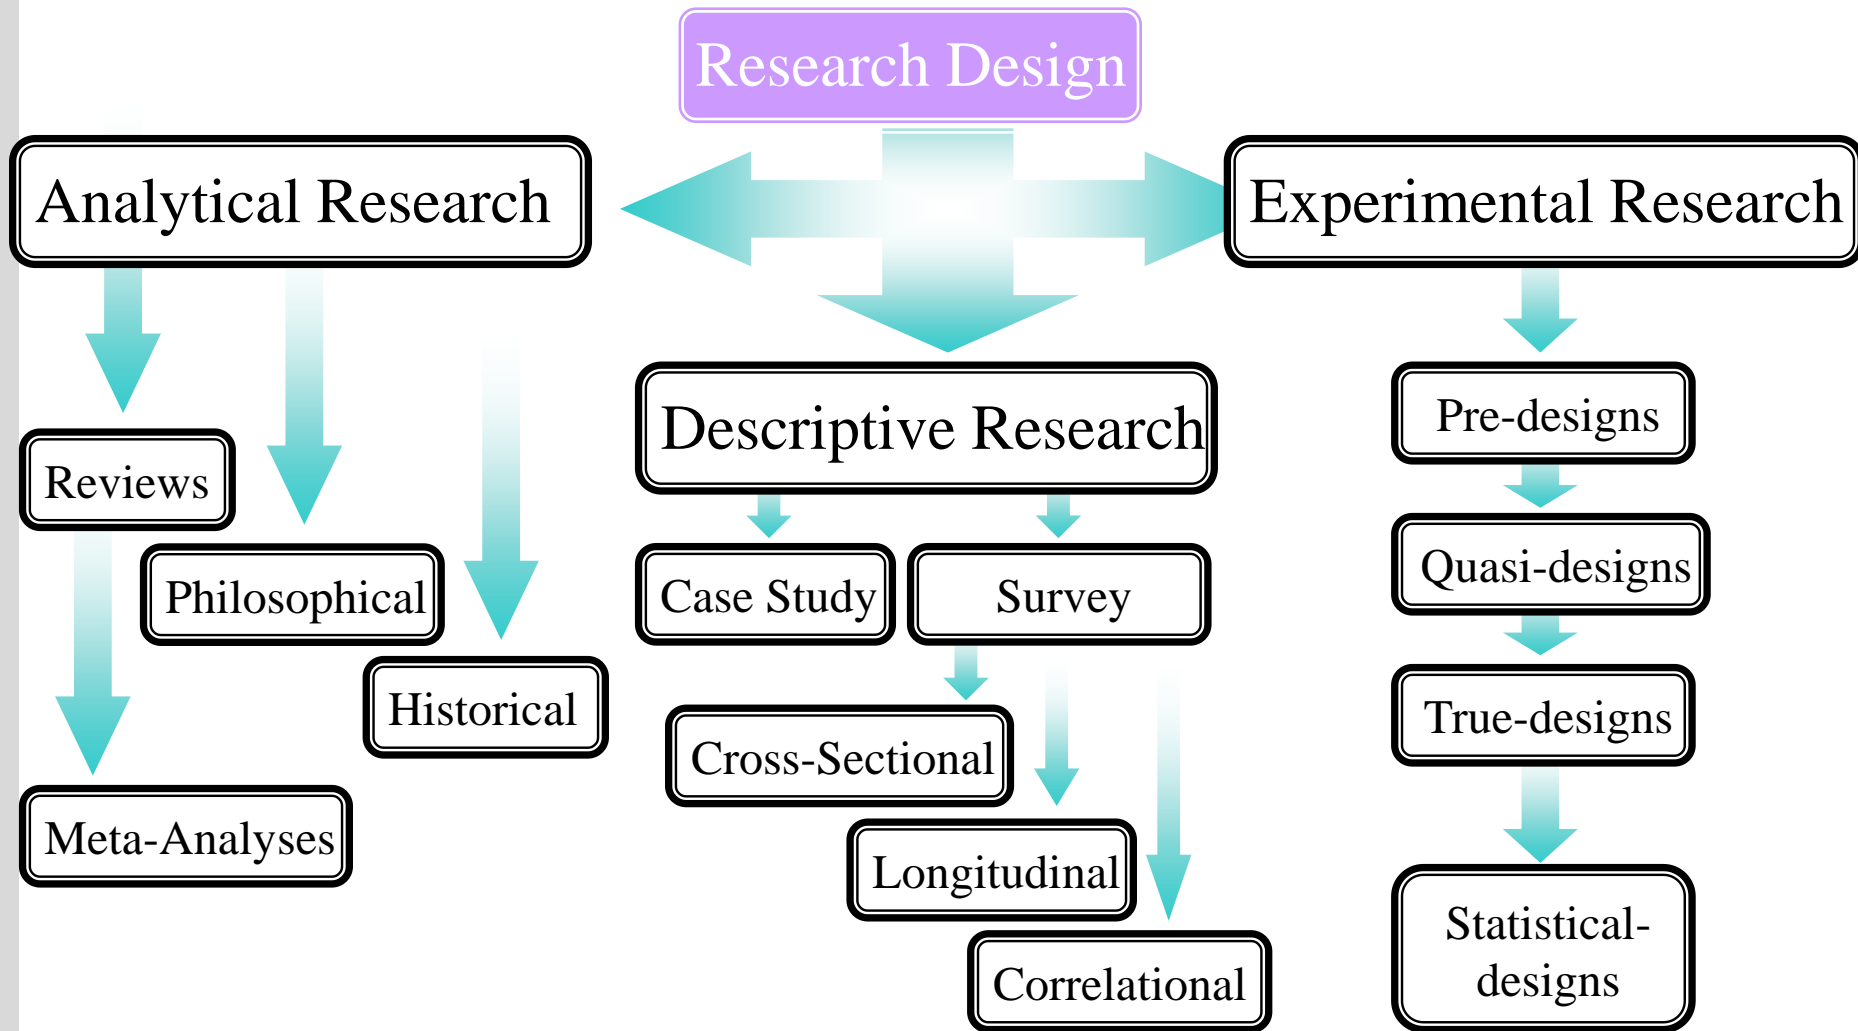 Research Design
Analytical Research
Experimental Research
Descriptive Research
Pre-designs
Reviews
Quasi-designs
Philosophical
Case Study
Survey
Historical
True-designs
Cross-Sectional
Meta-Analyses
Longitudinal
Statistical-
designs
Correlational